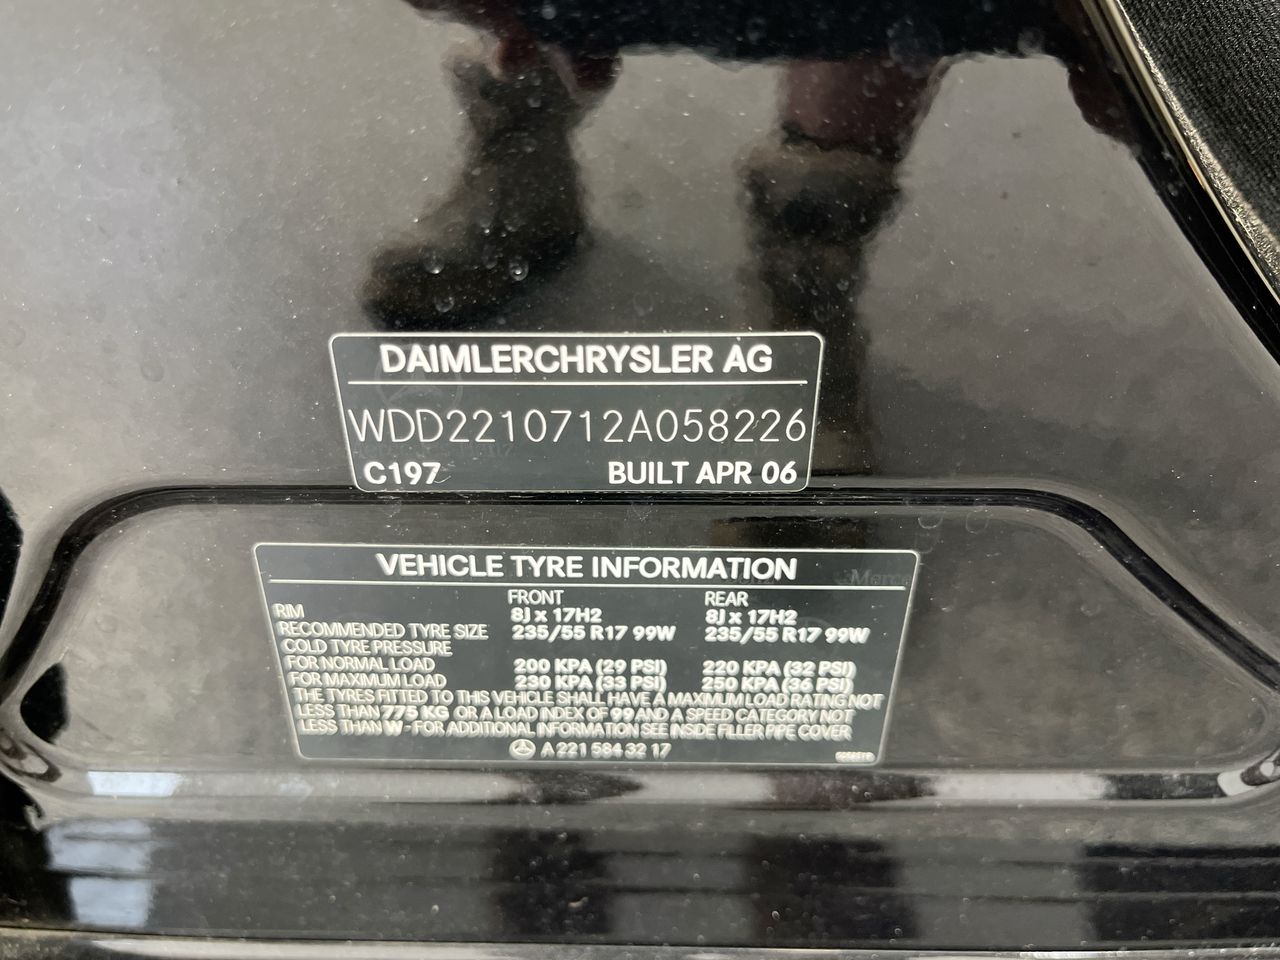 DAIMLERCHRYSLER AG
WDD2210712A058226
C197 BUILT APR 06
VEHICLE TYRE INFORMATION
FRONT REAR
RIM 8J x 17H2 8J x 17H2
RECOMMENDED TYRE SIZE 235/55 R17 99W 235/55 R17 99W
COLD TYRE PRESSURE
FOR NORMAL LOAD 200 KPA (29 PSI) 220 KPA (32 PSI)
FOR MAXIMUM LOAD 230 KPA (33 PSI) 250 KPA (36 PSI)
THE TYRES FITTED TO THIS VEHICLE SHALL HAVE A MAXIMUM LOAD RATING NOT
LESS THAN 775 KG OR A LOAD INDEX OF 99 AND A SPEED CATEGORY NOT
LESS THAN W - FOR ADDITIONAL INFORMATION SEE INSIDE FILLER PIPE COVER
A 221 584 32 17